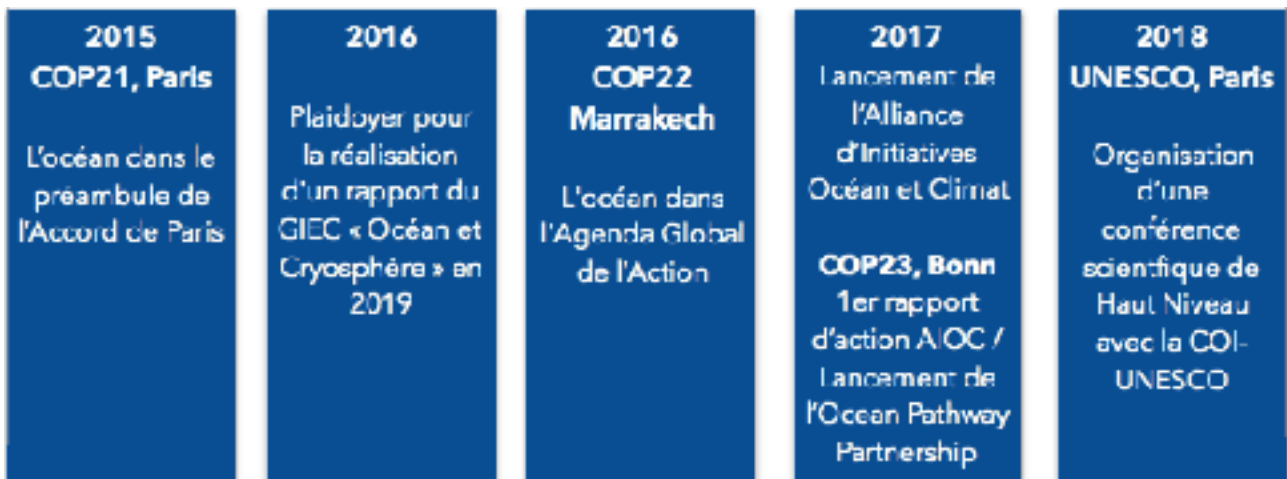 2015
COP21, Paris
L'océan dans le
préambule de
l'Accord de Paris
2016
Plaidoyer pour
la réalisation
d'un rapport du
GIEC « Océan et
Cryosphère » en
2019
2016
COP22
Marrakech
L'océan dans
l'Agenda Global
de l'Action
2017
Lancement de
l'Alliance
d'Initiatives
Océan et Climat
COP23, Bonn
1er rapport
d'action AIOC /
Lancement de
l'Ocean Pathway
Partnership
2018
UNESCO, Paris
Organisation
d'une
conférence
scientfique de
Haut Niveau
avec la COI-
UNESCO